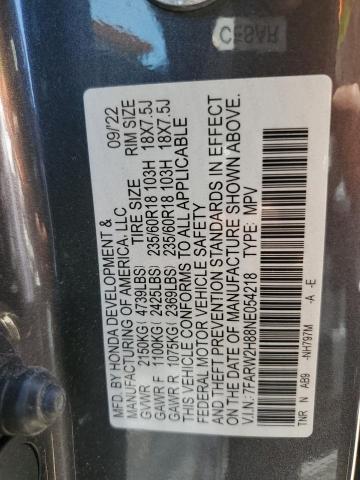 CESAR
MFD. BY HONDA DEVELOPMENT & 09/'22
MANUFACTURING OF AMERICA, LLC
TIRE SIZE RIM SIZE
GVWR 2150KG( 4739LBS)
GAWR F 1100KG( 2425LBS) 235/60R18 103H 18X7.5J
GAWR R 1075KG( 2369LBS) 235/60R18 103H 18X7.5J
THIS VEHICLE CONFORMS TO ALL APPLICABLE
FEDERAL MOTOR VEHICLE SAFETY
AND THEFT PREVENTION STANDARDS IN EFFECT
ON THE DATE OF MANUFACTURE SHOWN ABOVE.
V.I.N.: 7FARW2H88NE054218 TYPE: MPV
TNR N AB9 -NH797M -A -E